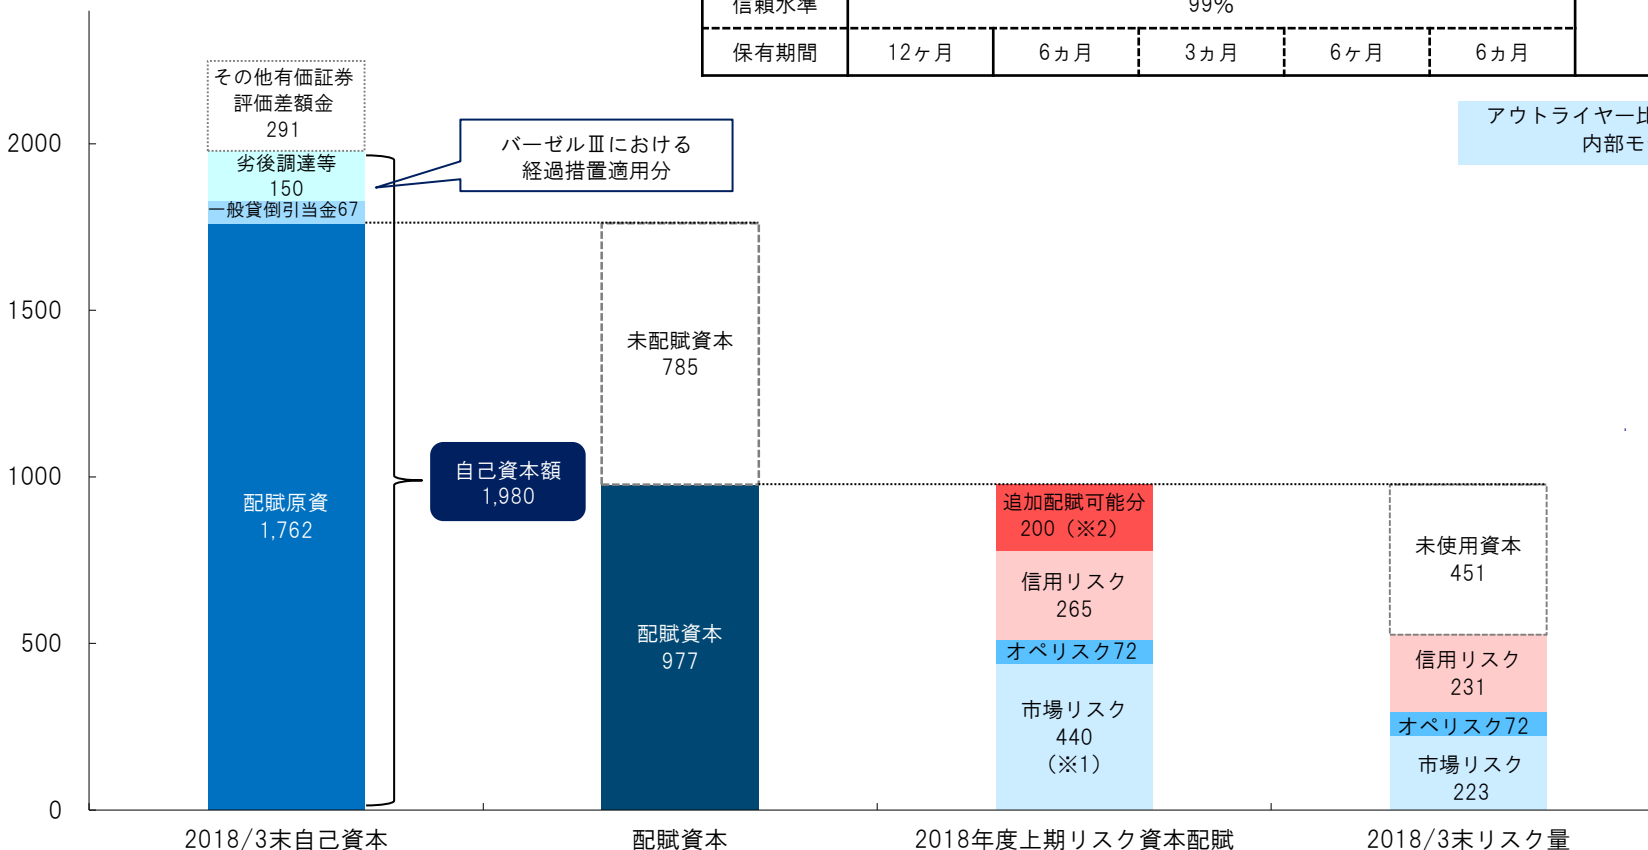 信頼水準
99%
保有期間
12ヶ月
6ヵ月
3ヵ月
6ヶ月
6ヵ月
アウトライヤー比
内部モ
2000
1500
1000
500
0
その他有価証券
評価差額金
291
劣後調達等
150
一般貸倒引当金67
配賦原資
1,762
バーゼルⅢにおける
経過措置適用分
自己資本額
1,980
未配賦資本
785
配賦資本
977
追加配賦可能分
200（※2）
信用リスク
265
オペリスク72
市場リスク
440
（※1）
未使用資本
451
信用リスク
231
オペリスク72
市場リスク
223
2018/3末自己資本
配賦資本
2018年度上期リスク資本配賦
2018/3末リスク量